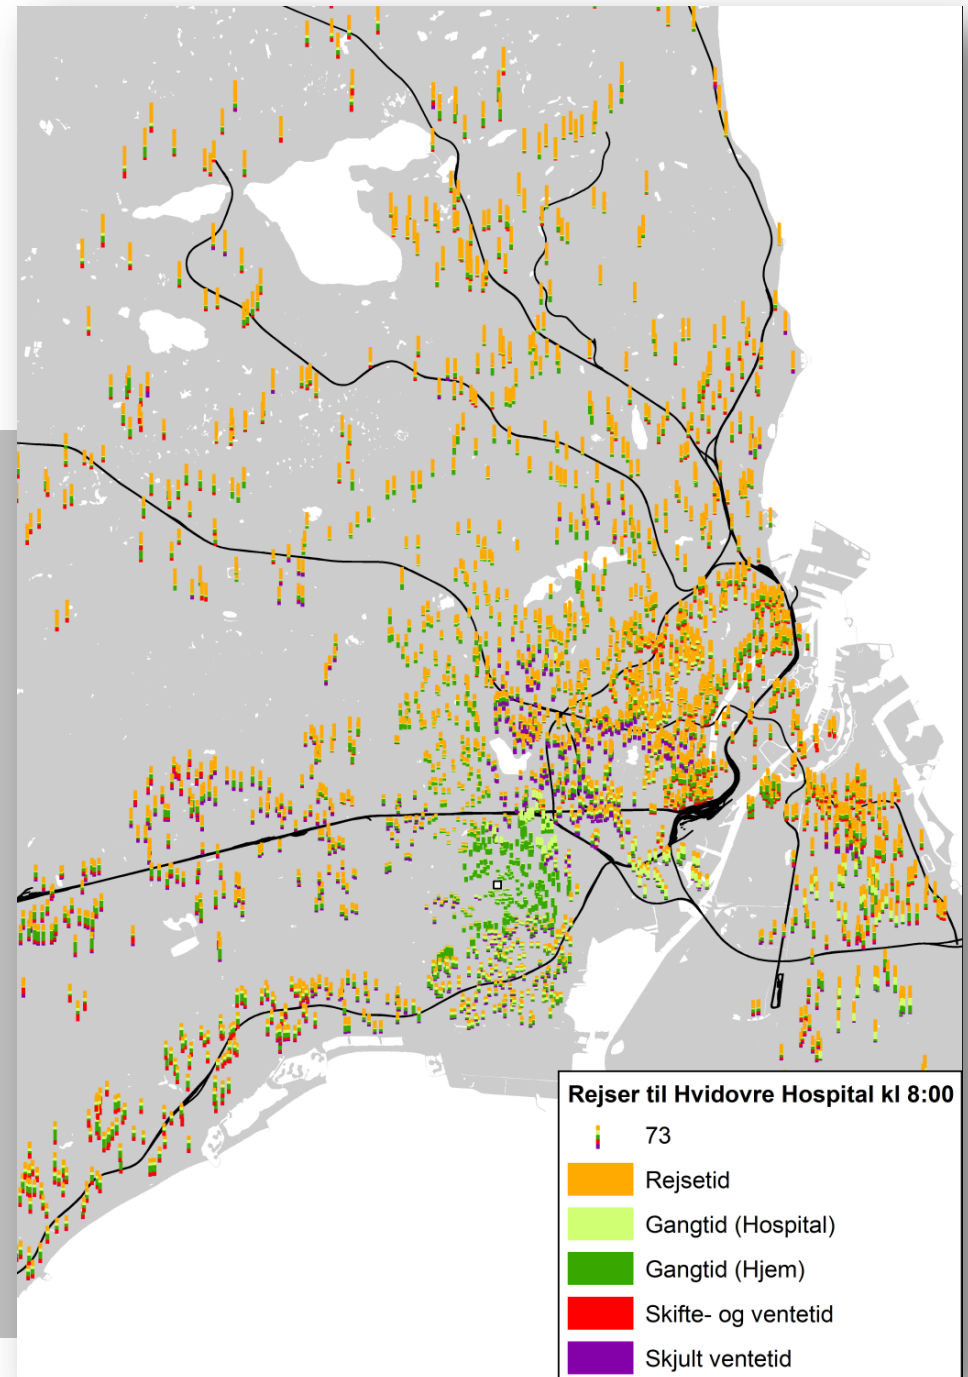 Rejser til Hvidovre Hospital kl 8:00
73
Rejsetid
Gangtid (Hospital)
Gangtid (Hjem)
Skifte- og ventetid
Skjult ventetid